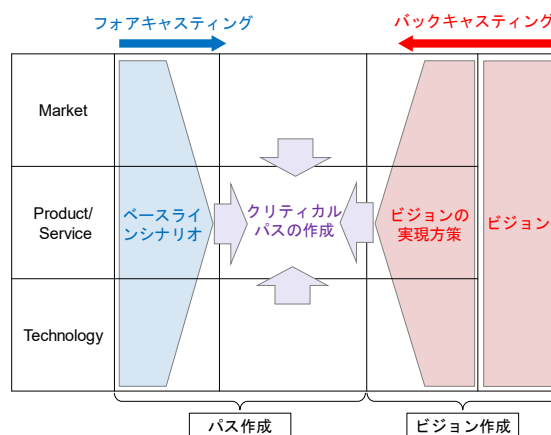 フォアキャスティング
バックキャスティング
Market
Product/
Service
Technology
ベースライ
ンシナリオ
クリティカル
パスの作成
ビジョンの
実現方策
ビジョン
パス作成
ビジョン作成